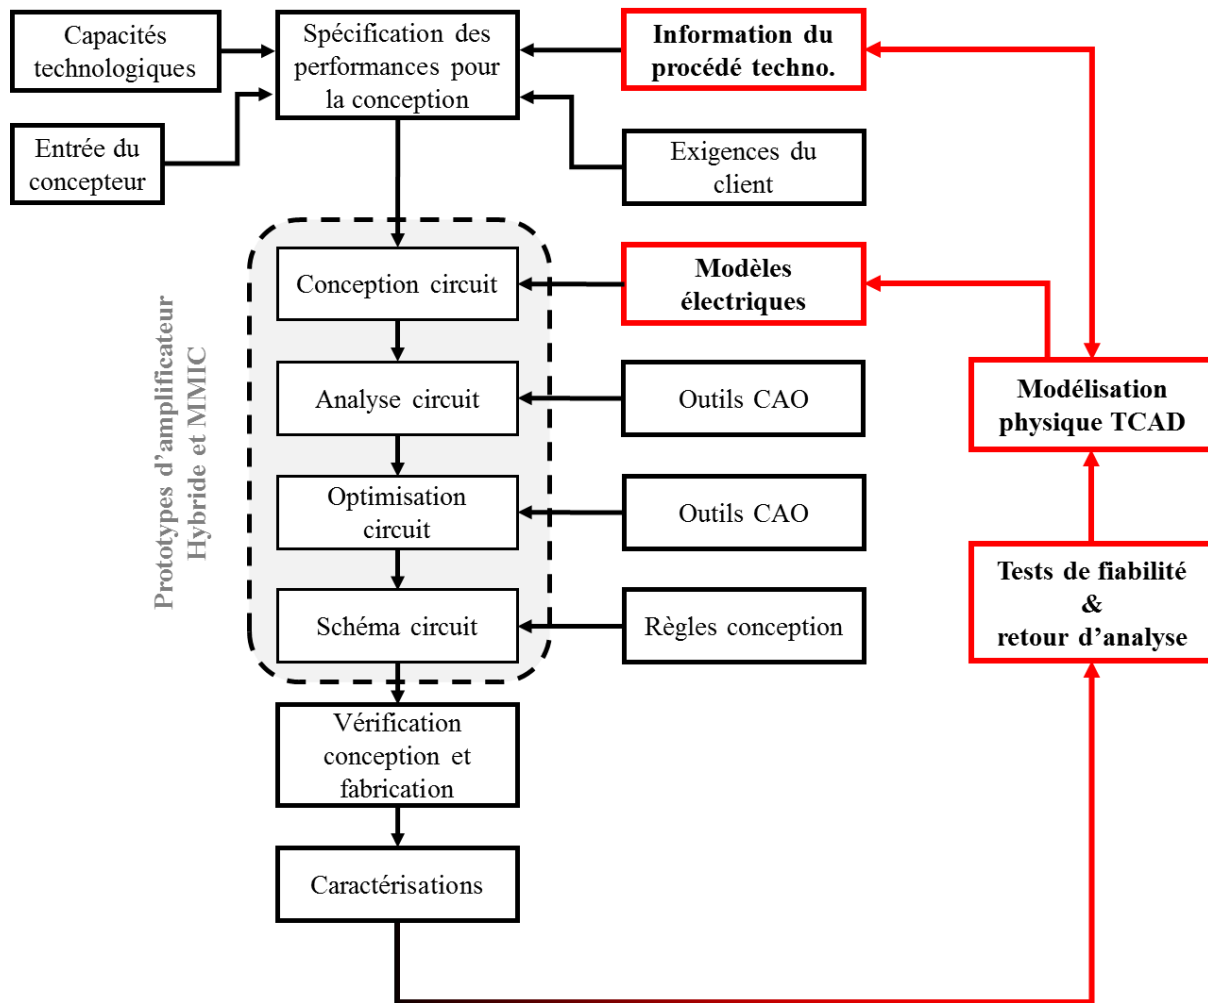 Capacités
technologiques
Spécification des
performances pour
la conception
Information du
procédé techno.
Entrée du
concepteur
Exigences du
client
Prototypes d’amplificateur
Hybride et MMIC
Conception circuit
Modèles
électriques
Analyse circuit
Outils CAO
Modélisation
physique TCAD
Optimisation
circuit
Outils CAO
Tests de fiabilité
&
retour d’analyse
Schéma circuit
Règles conception
Vérification
conception et
fabrication
Caractérisations